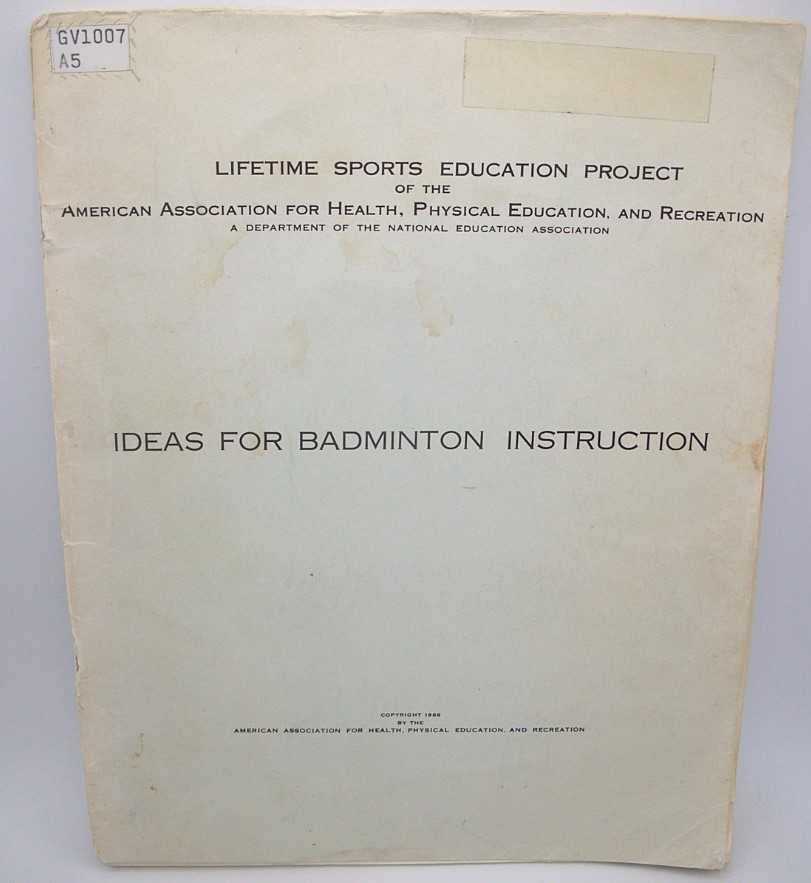 GV1007
A5
LIFETIME SPORTS EDUCATION PROJECT
OF THE
AMERICAN ASSOCIATION FOR HEALTH, PHYSICAL EDUCATION, AND RECREATION
A DEPARTMENT OF THE NATIONAL EDUCATION ASSOCIATION
IDEAS FOR BADMINTON INSTRUCTION
COPYRIGHT 1966
BY THE
AMERICAN ASSOCIATION FOR HEALTH, PHYSICAL EDUCATION, AND RECREATION